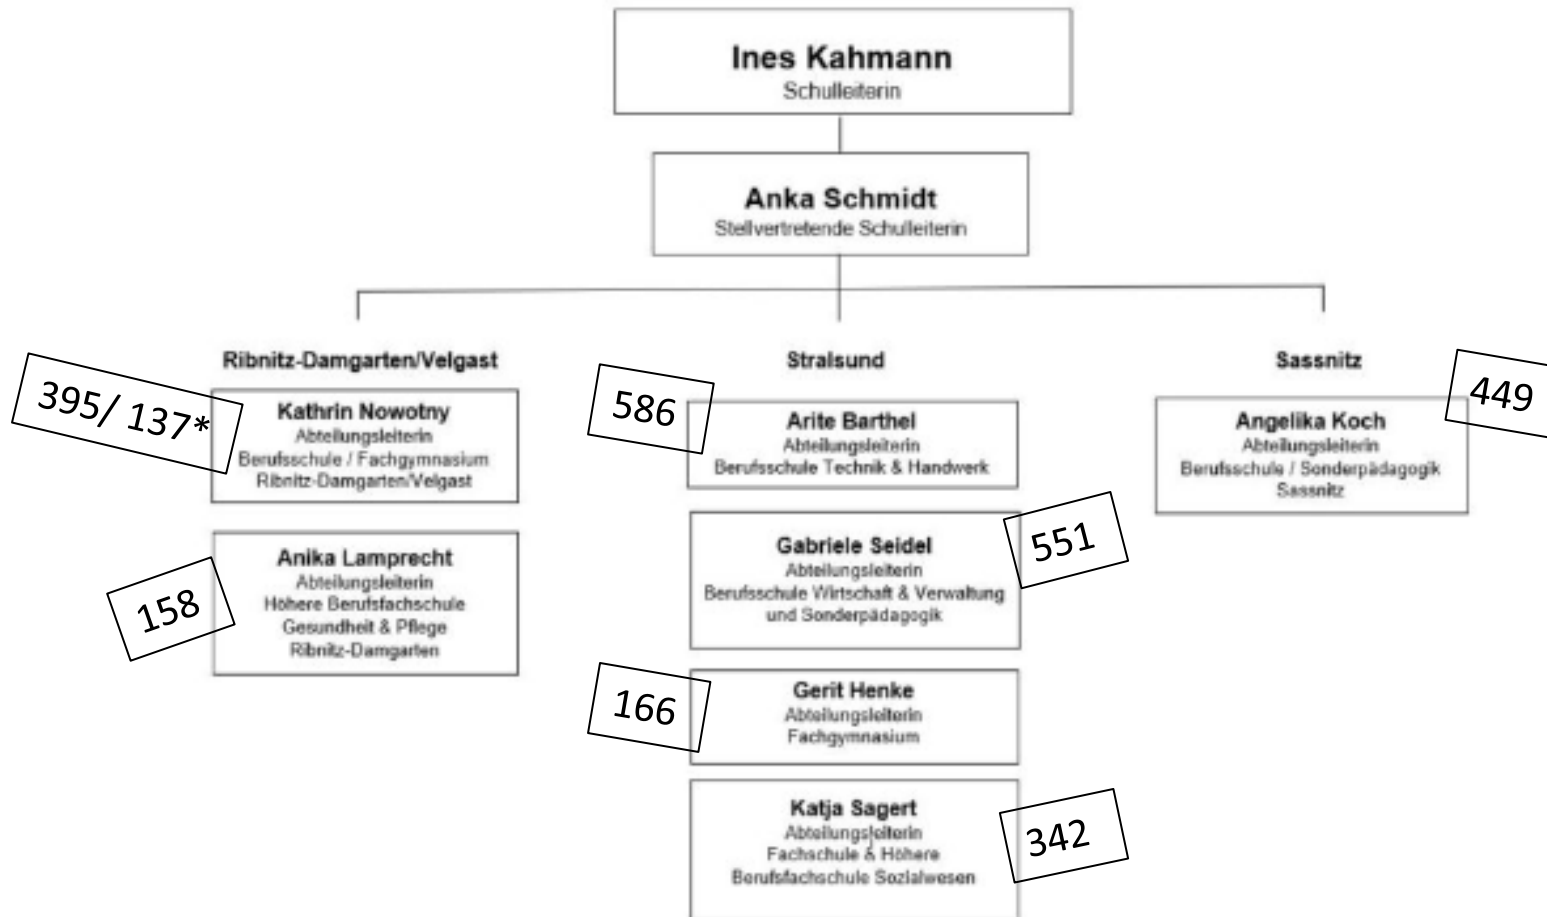 Ines Kahmann
Schulleiterin
Anka Schmidt
Stellvertretende Schulleiterin
Ribnitz-Damgarten/Velgast
395/ 137*
Kathrin Nowotny
Abteilungsleiterin
Berufsschule / Fachgymnasium
Ribnitz-Damgarten/Velgast
158
Anika Lamprecht
Abteilungsleiterin
Höhere Berufsfachschule
Gesundheit & Pflege
Ribnitz-Damgarten
Stralsund
586
Arite Barthel
Abteilungsleiterin
Berufsschule Technik & Handwerk
Gabriele Seidel
Abteilungsleiterin
Berufsschule Wirtschaft & Verwaltung
und Sonderpädagogik
551
166
Gerit Henke
Abteilungsleiterin
Fachgymnasium
Katja Sagert
Abteilungsleiterin
Fachschule & Höhere
Berufsfachschule Sozialwesen
342
Sassnitz
449
Angelika Koch
Abteilungsleiterin
Berufsschule / Sonderpädagogik
Sassnitz